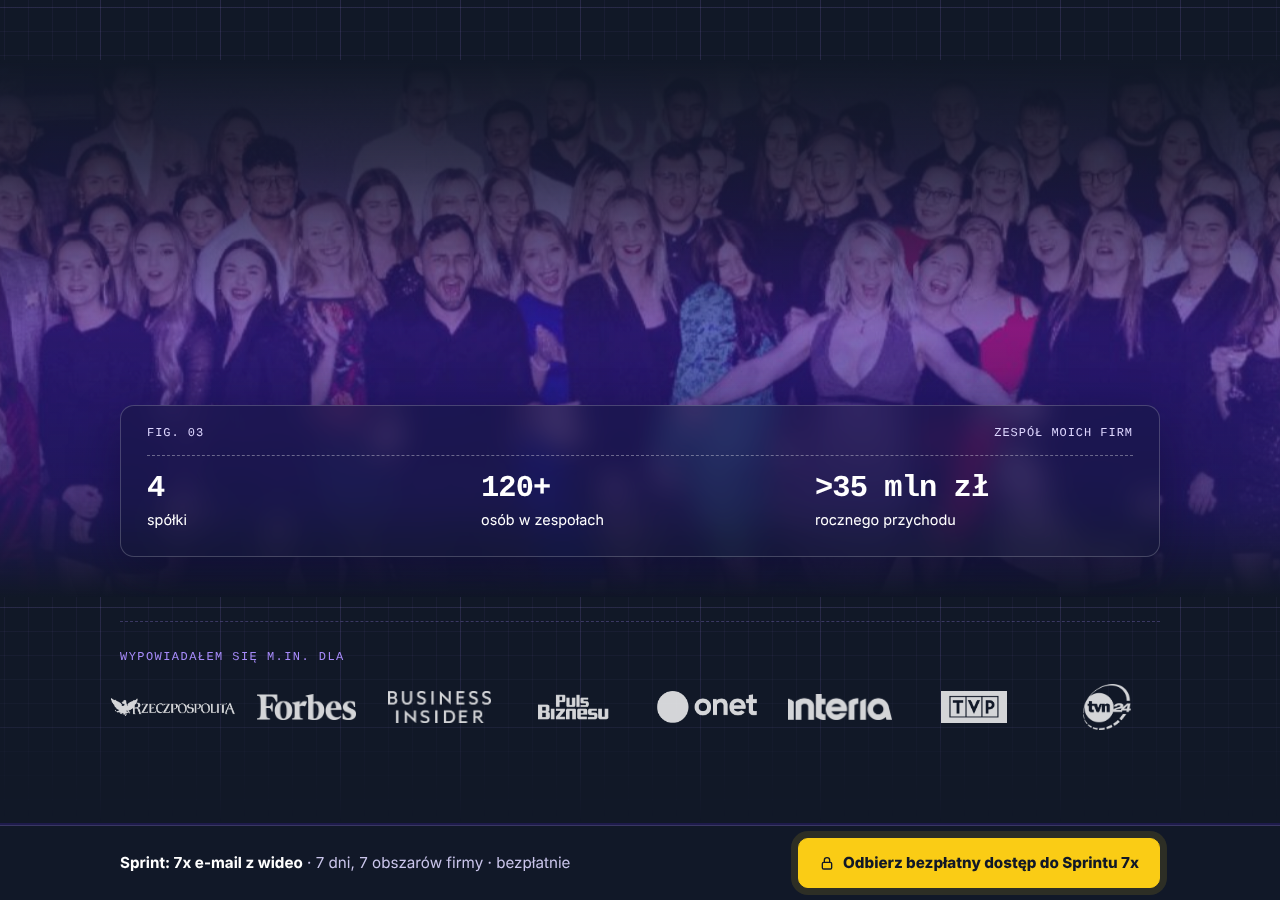 FIG. 03
ZESPÓŁ MOICH FIRM
4
120+
>35 mln zł
spółki
osób w zespołach
rocznego przychodu
WYPOWIADAŁEM SIĘ M.IN. DLA
RZECZPOSPOLITA
Forbes
BUSINESS
INSIDER
Puls
Biznesu
onet
interia
TVP
tvn24
Sprint: 7x e-mail z wideo · 7 dni, 7 obszarów firmy · bezpłatnie
Odbierz bezpłatny dostęp do Sprintu 7x